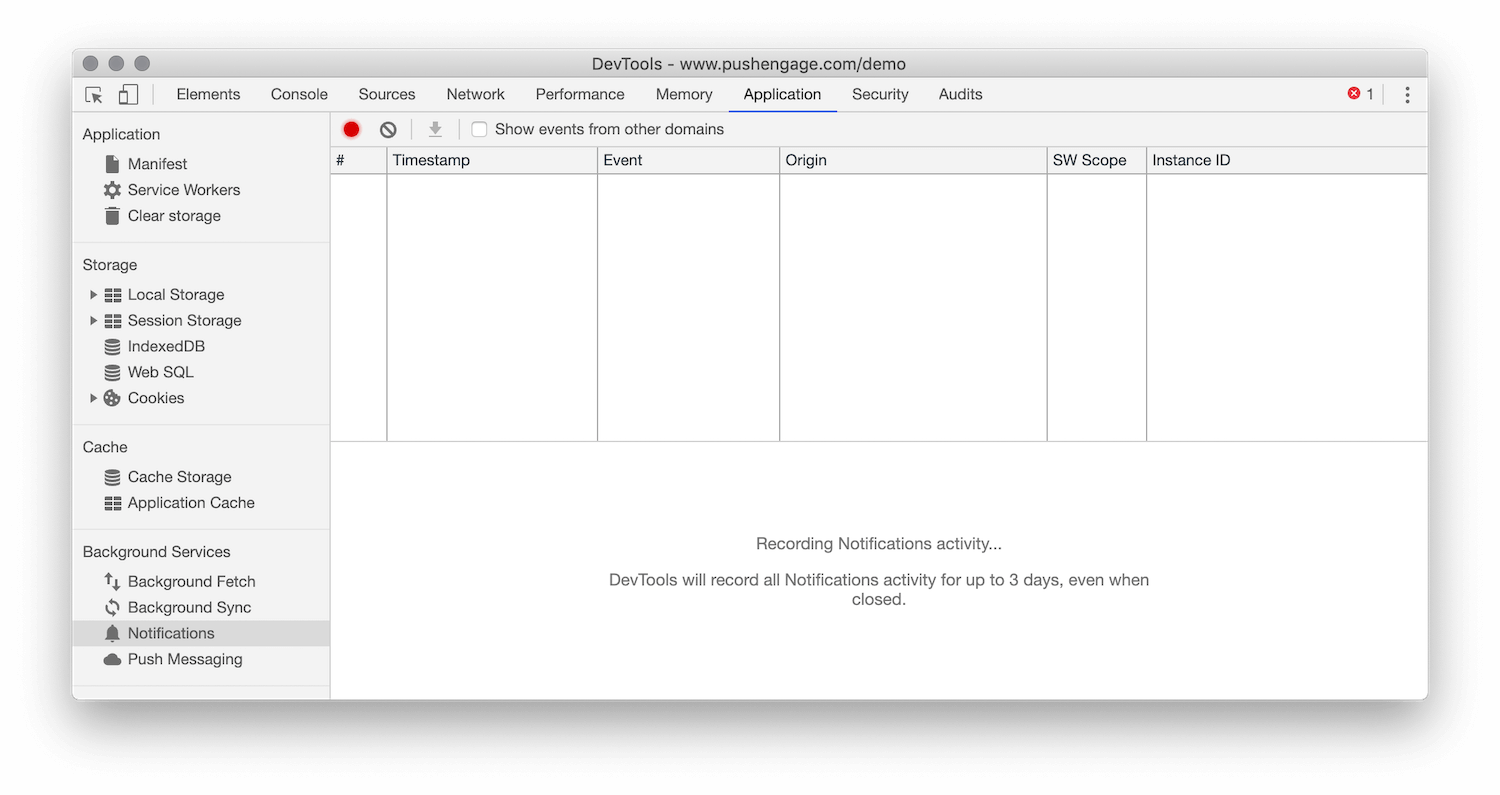 DevTools - www.pushengage.com/demo
Elements Console Sources Network Performance Memory Application Security Audits 1
Application
Manifest
Service Workers
Clear storage
Storage
Local Storage
Session Storage
IndexedDB
Web SQL
Cookies
Cache
Cache Storage
Application Cache
Background Services
Background Fetch
Background Sync
Notifications
Push Messaging
Show events from other domains
# Timestamp Event Origin SW Scope Instance ID
Recording Notifications activity...
DevTools will record all Notifications activity for up to 3 days, even when
closed.